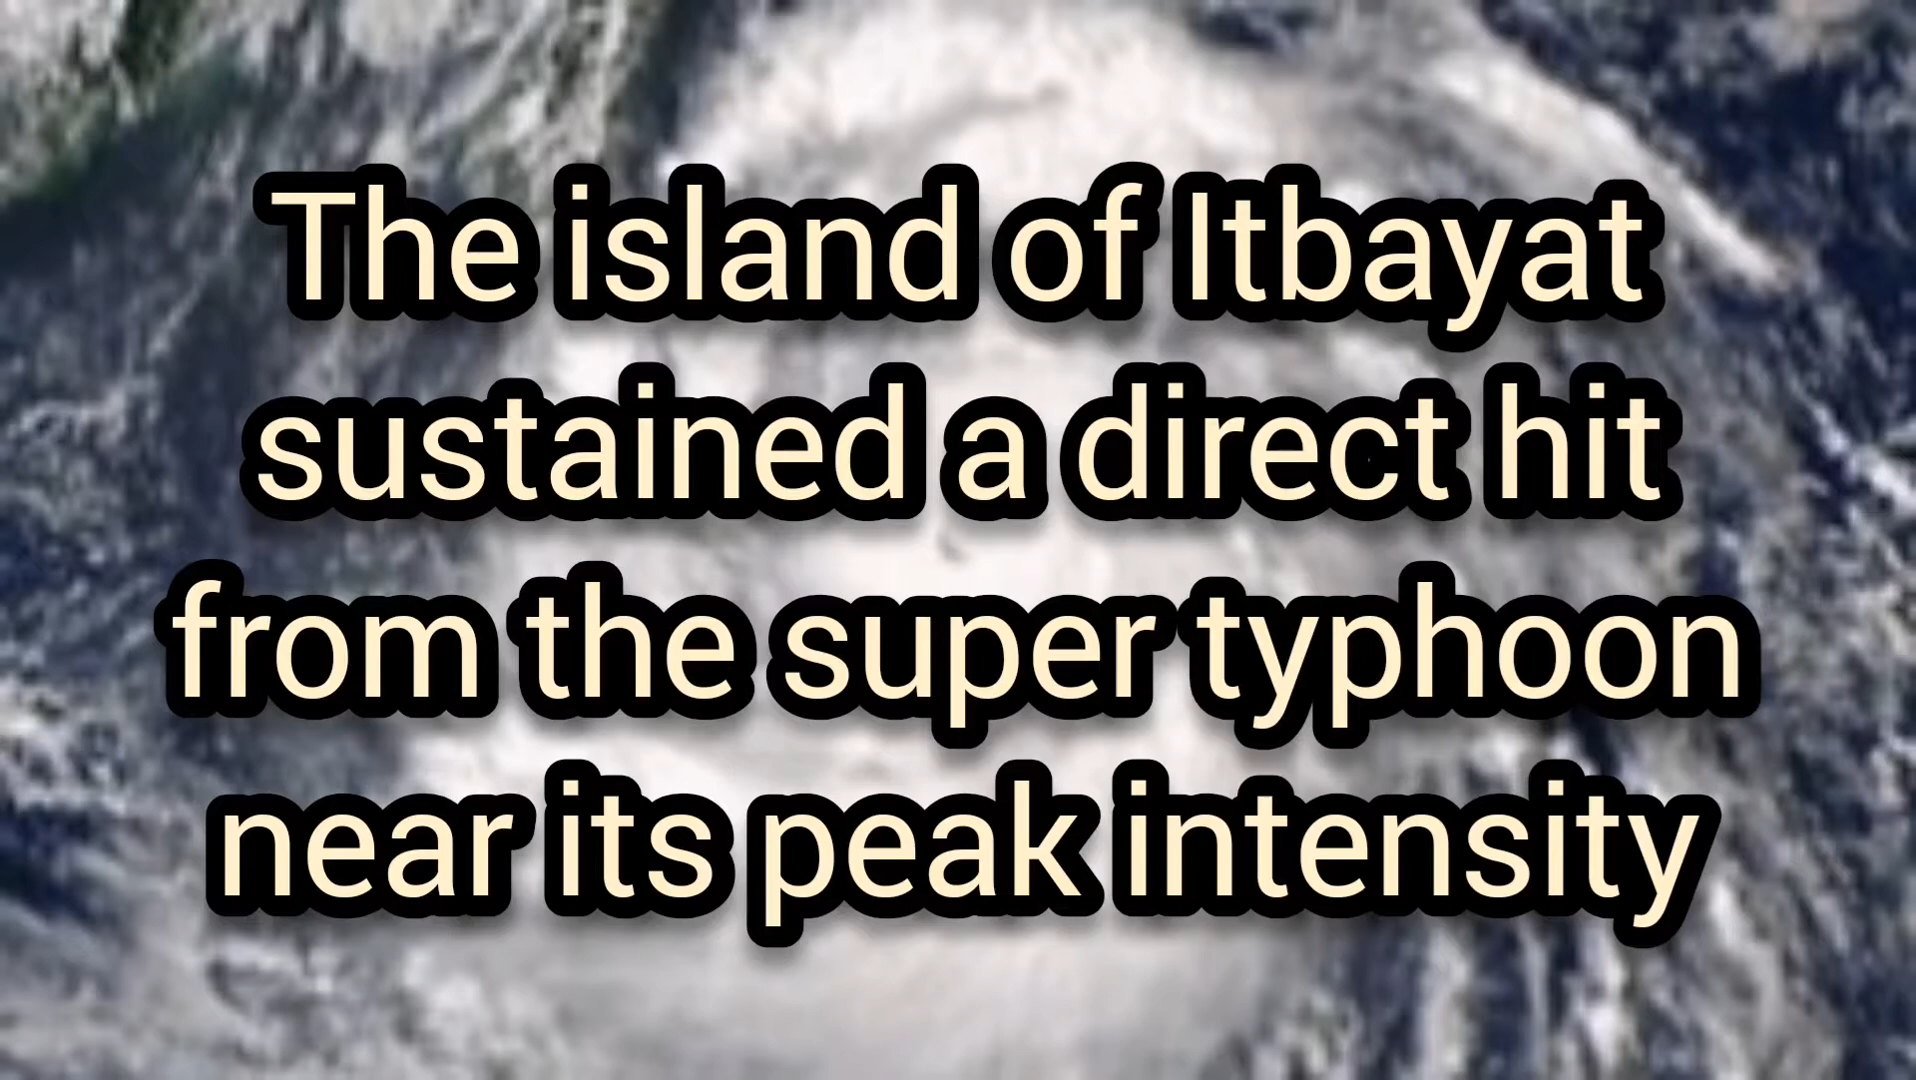 The island of Itbayat
sustained a direct hit
from the super typhoon
near its peak intensity